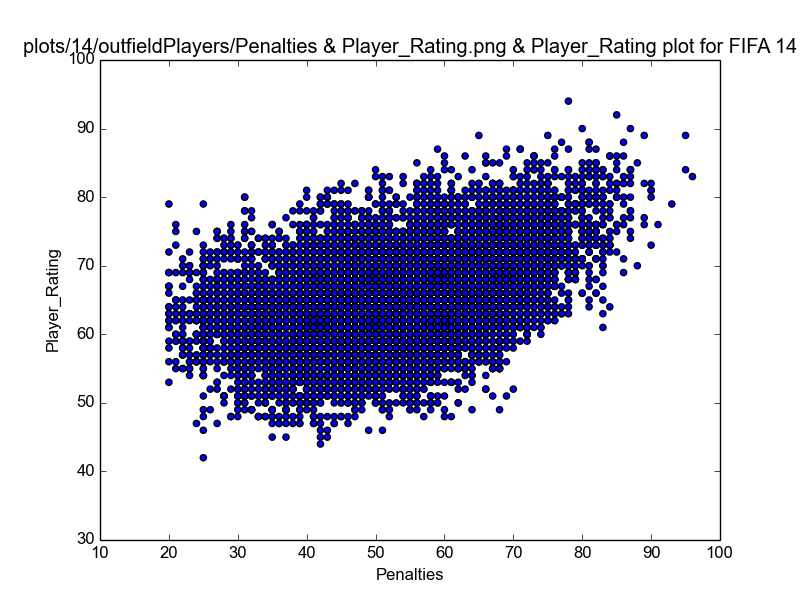 plots/14/outfieldPlayers/Penalties & Player_Rating.png & Player_Rating plot for FIFA 14
100
90
80
70
60
50
40
30
Player_Rating
10 20 30 40 50 60 70 80 90 100
Penalties